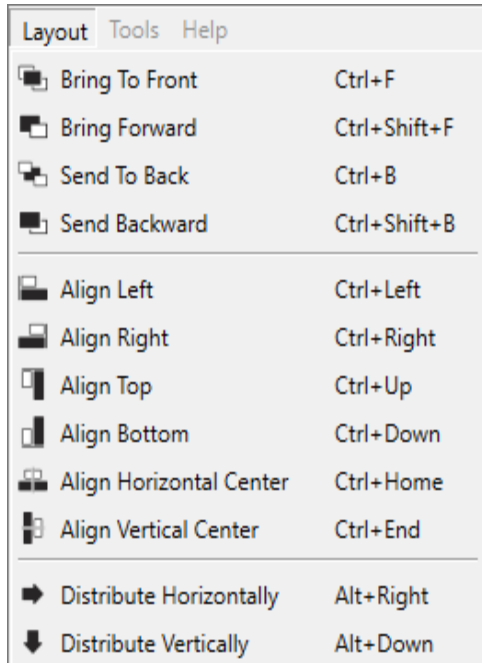 Layout Tools Help
Bring To Front Ctrl+F
Bring Forward Ctrl+Shift+F
Send To Back Ctrl+B
Send Backward Ctrl+Shift+B
Align Left Ctrl+Left
Align Right Ctrl+Right
Align Top Ctrl+Up
Align Bottom Ctrl+Down
Align Horizontal Center Ctrl+Home
Align Vertical Center Ctrl+End
Distribute Horizontally Alt+Right
Distribute Vertically Alt+Down